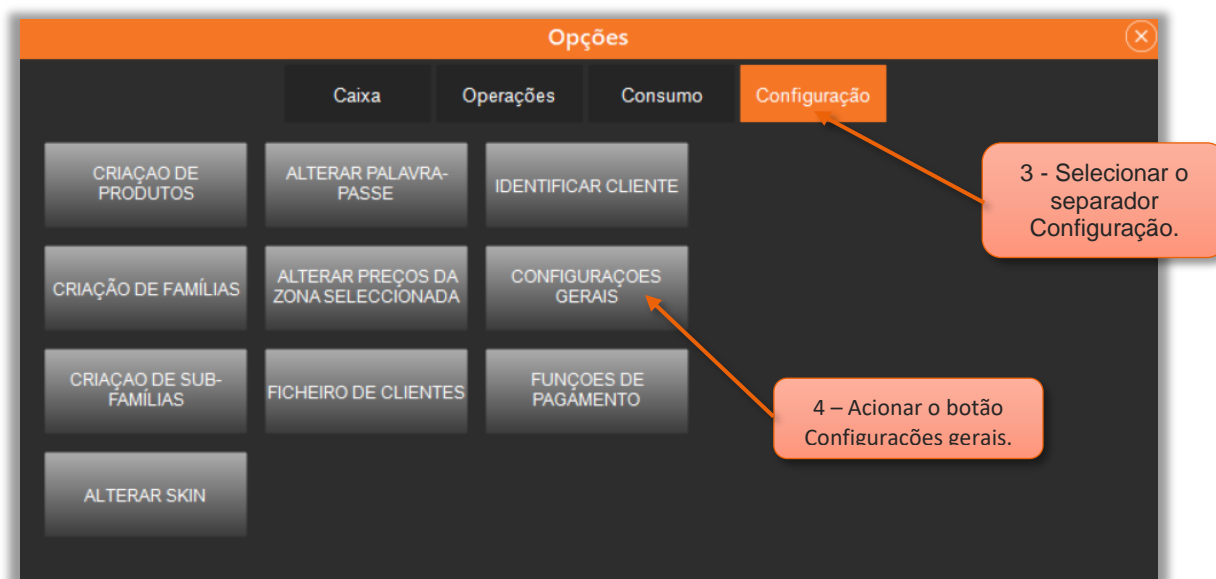 Opções
Caixa
Operações
Consumo
Configuração
CRIAÇAO DE
PRODUTOS
ALTERAR PALAVRA-
PASSE
IDENTIFICAR CLIENTE
3 - Selecionar o
separador
Configuração.
CRIAÇÃO DE FAMÍLIAS
ALTERAR PREÇOS DA
ZONA SELECCIONADA
CONFIGURAÇOES
GERAIS
CRIAÇAO DE SUB-
FAMÍLIAS
FICHEIRO DE CLIENTES
FUNÇOES DE
PAGAMENTO
4 – Acionar o botão
Configurações gerais.
ALTERAR SKIN